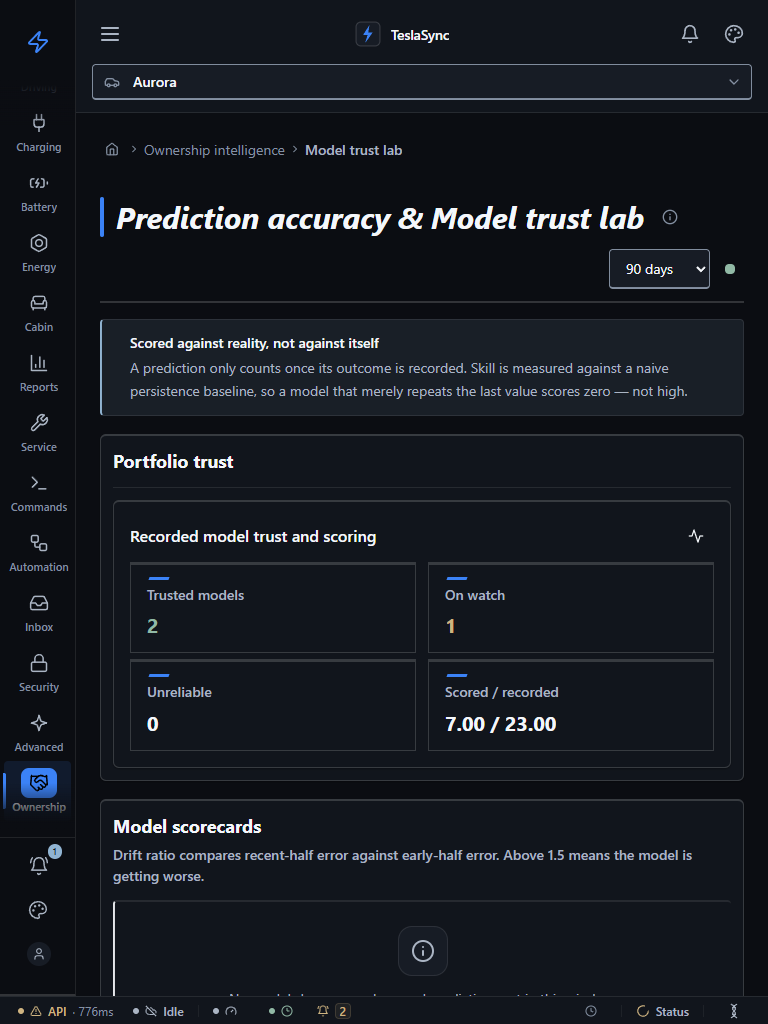 TeslaSync
Aurora
Charging
Battery
Energy
Cabin
Reports
Service
Commands
Automation
Inbox
Security
Advanced
Ownership
1
Ownership intelligence
Model trust lab
Prediction accuracy & Model trust lab
90 days
Scored against reality, not against itself
A prediction only counts once its outcome is recorded. Skill is measured against a naive
persistence baseline, so a model that merely repeats the last value scores zero — not high.
Portfolio trust
Recorded model trust and scoring
Trusted models
2
On watch
1
Unreliable
0
Scored / recorded
7.00 / 23.00
Model scorecards
Drift ratio compares recent-half error against early-half error. Above 1.5 means the model is
getting worse.
API · 776ms
Idle
2
Status